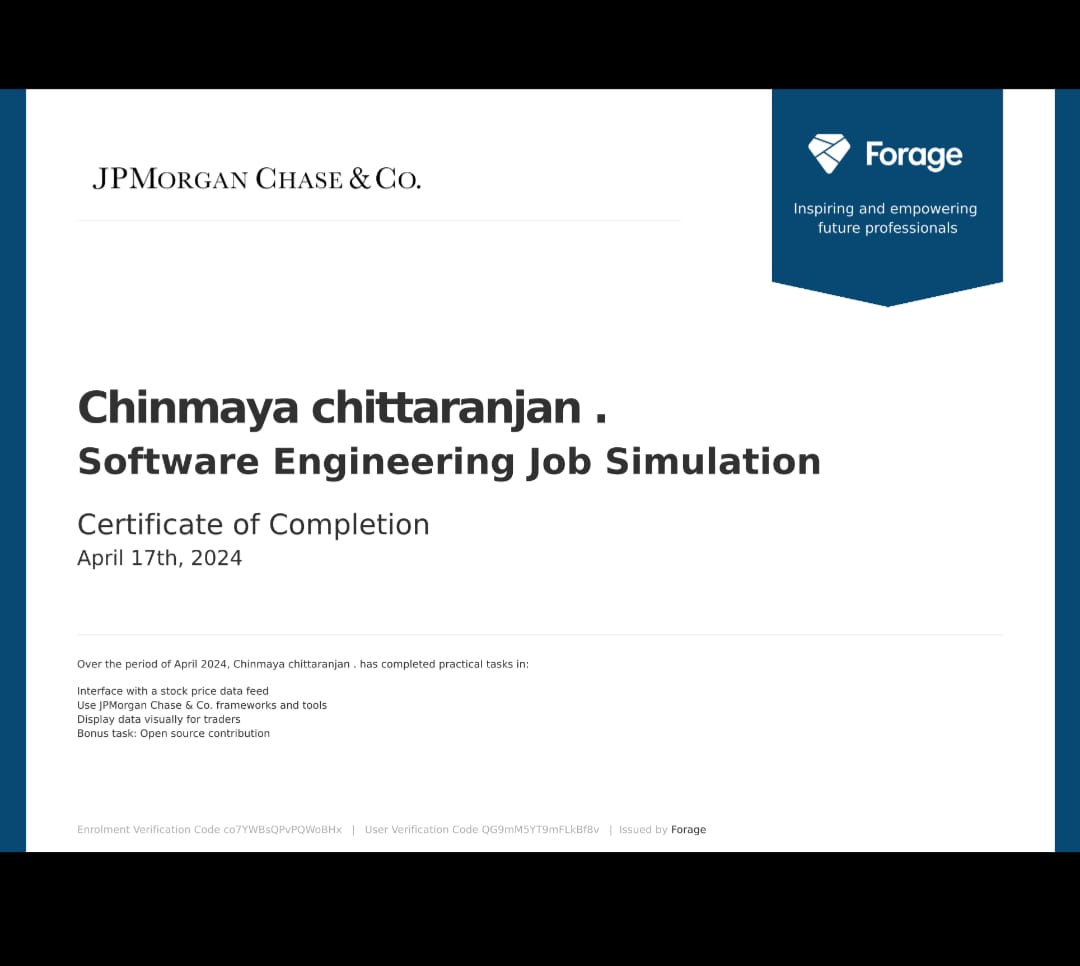 JPMORGAN CHASE & CO.
Forage
Inspiring and empowering
future professionals
Chinmaya chittaranjan .
Software Engineering Job Simulation
Certificate of Completion
April 17th, 2024
Over the period of April 2024, Chinmaya chittaranjan . has completed practical tasks in:
Interface with a stock price data feed
Use JPMorgan Chase & Co. frameworks and tools
Display data visually for traders
Bonus task: Open source contribution
Enrolment Verification Code co7YWBsQPvPQWoBHx | User Verification Code QG9mM5YT9mFLkBf8v | Issued by Forage